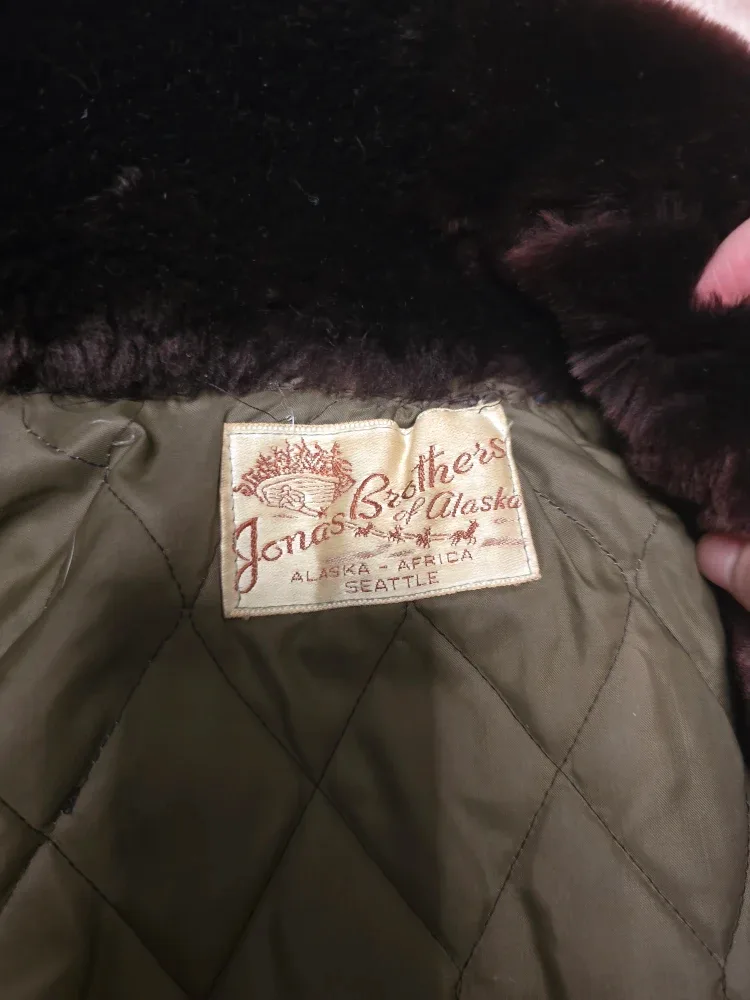 Jonas Brothers
of Alaska
ALASKA - AFRICA
SEATTLE